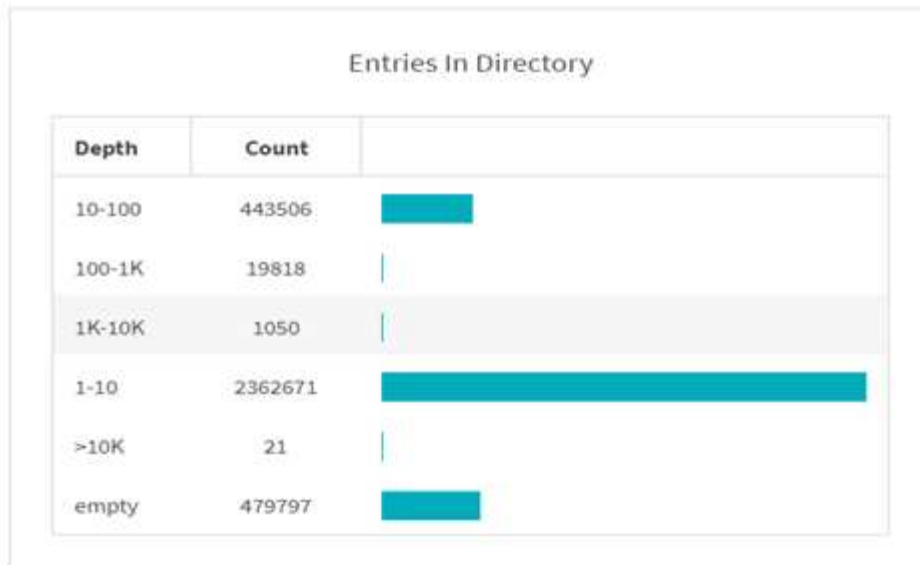 Entries In Directory
Depth Count
10-100 443506
100-1K 19818
1K-10K 1050
1-10 2362671
>10K 21
empty 479797